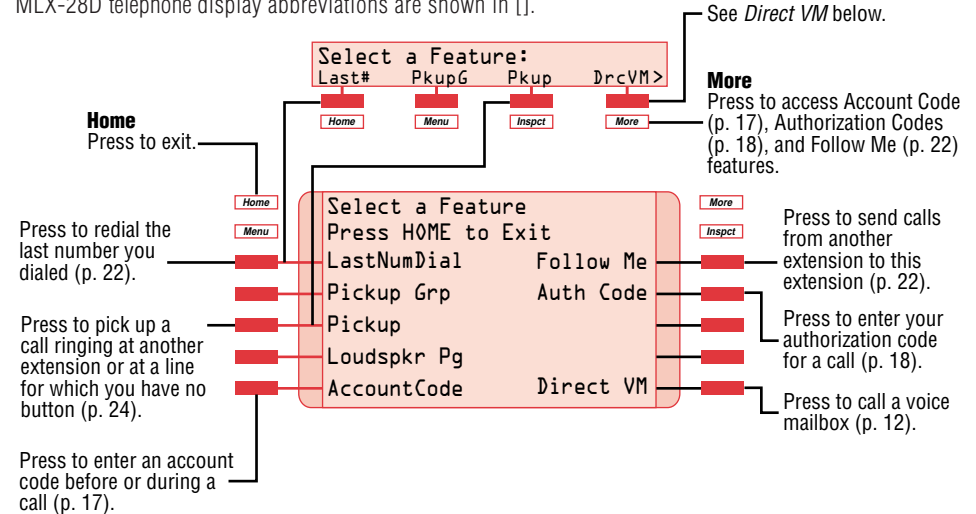 MLX-28D telephone display abbreviations are shown in [].
See Direct VM below.
Select a Feature:
Last# PkupG Pkup DrcVM>
Home Menu Inspct More
More
Press to access Account Code
(p. 17), Authorization Codes
(p. 18), and Follow Me (p. 22)
features.
Home
Press to exit.
Home
Menu
More
Inspct
Select a Feature
Press HOME to Exit
LastNumDial Follow Me
Pickup Grp Auth Code
Pickup
Loudspkr Pg
AccountCode Direct VM
Press to redial the
last number you
dialed (p. 22).
Press to pick up a
call ringing at another
extension or at a line
for which you have no
button (p. 24).
Press to enter an account
code before or during a
call (p. 17).
Press to send calls
from another
extension to this
extension (p. 22).
Press to enter your
authorization code
for a call (p. 18).
Press to call a voice
mailbox (p. 12).